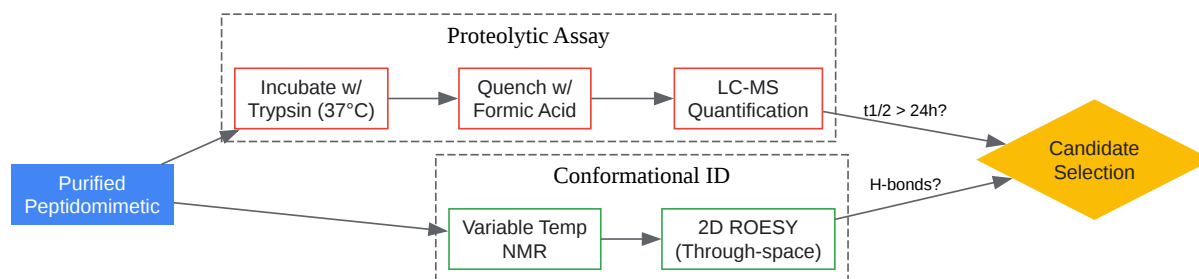 Proteolytic Assay
Incubate w/
Trypsin (37°C)
Quench w/
Formic Acid
LC-MS
Quantification
t1/2 > 24h?
Purified
Peptidomimetic
Conformational ID
Variable Temp
NMR
2D ROESY
(Through-space)
H-bonds?
Candidate
Selection